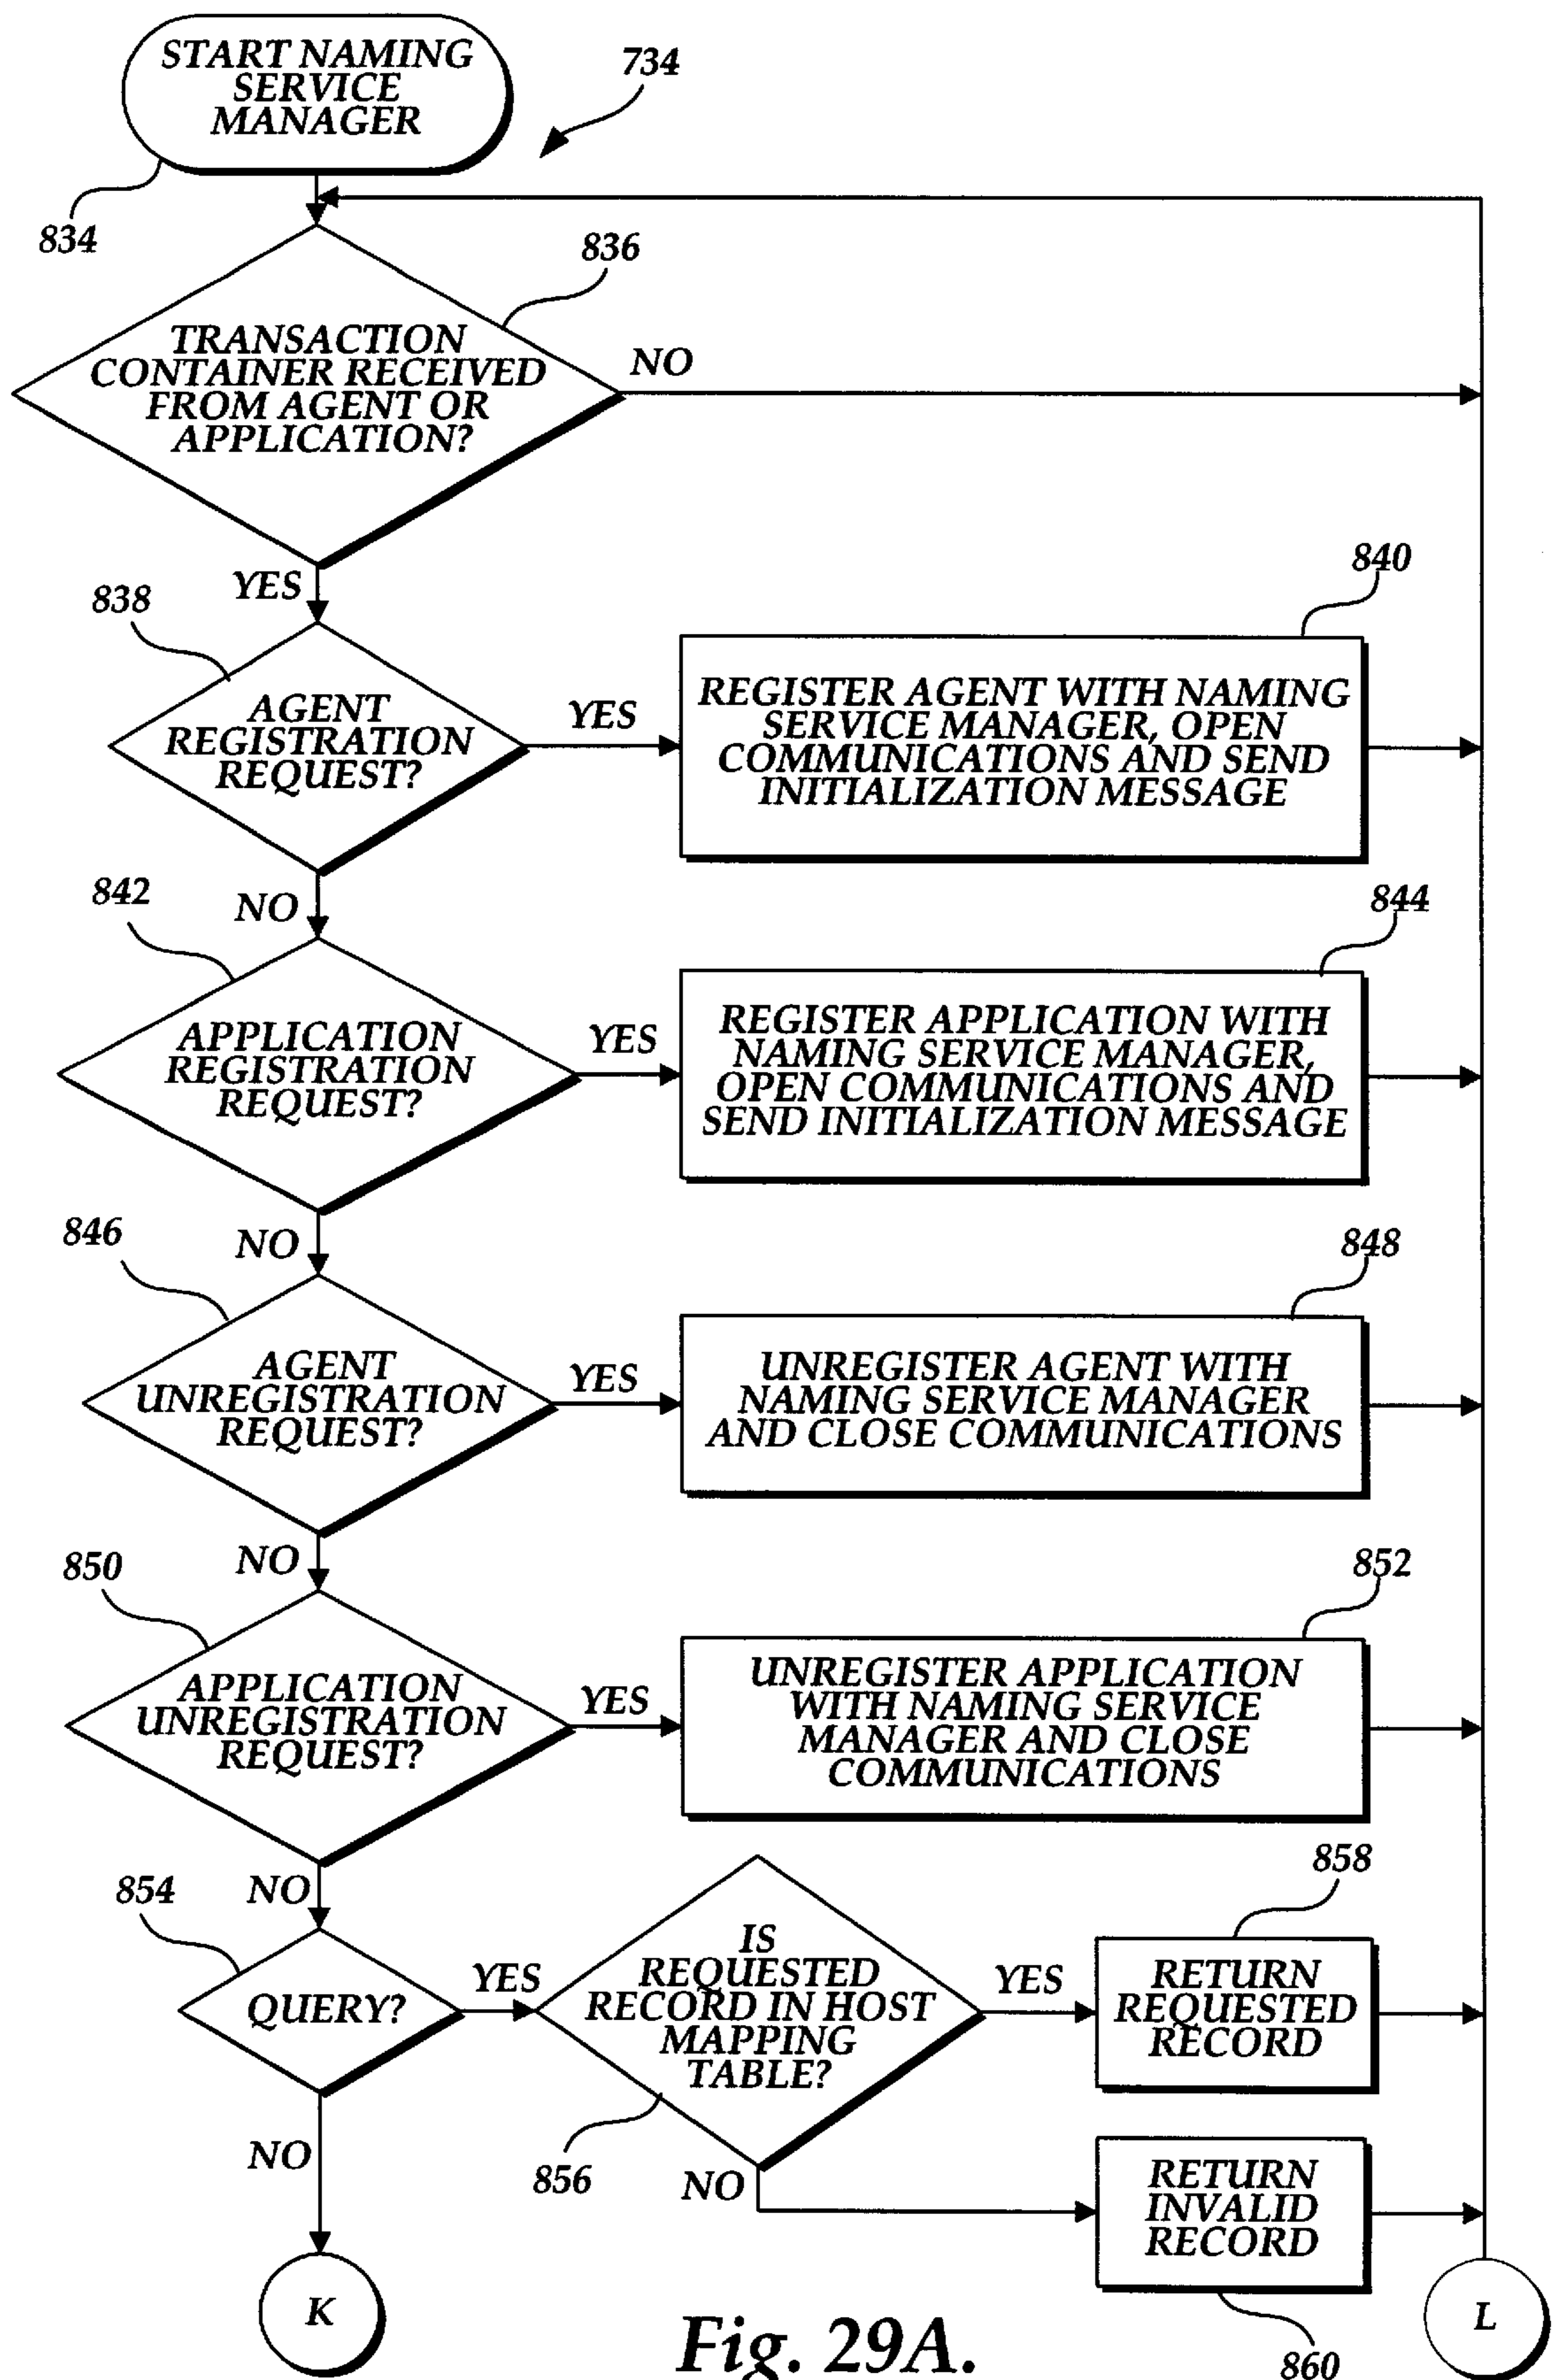 START NAMING
SERVICE
MANAGER
734
834
836
TRANSACTION
CONTAINER RECEIVED
FROM AGENT OR
APPLICATION?
NO
YES
838
840
AGENT
REGISTRATION
REQUEST?
YES
REGISTER AGENT WITH NAMING
SERVICE MANAGER, OPEN
COMMUNICATIONS AND SEND
INITIALIZATION MESSAGE
NO
842
844
APPLICATION
REGISTRATION
REQUEST?
YES
REGISTER APPLICATION WITH
NAMING SERVICE MANAGER,
OPEN COMMUNICATIONS AND
SEND INITIALIZATION MESSAGE
NO
846
848
AGENT
UNREGISTRATION
REQUEST?
YES
UNREGISTER AGENT WITH
NAMING SERVICE MANAGER
AND CLOSE COMMUNICATIONS
NO
850
852
APPLICATION
UNREGISTRATION
REQUEST?
YES
UNREGISTER APPLICATION
WITH NAMING SERVICE
MANAGER AND CLOSE
COMMUNICATIONS
NO
854
QUERY?
YES
IS
REQUESTED
RECORD IN HOST
MAPPING
TABLE?
856
YES
858
RETURN
REQUESTED
RECORD
NO
NO
RETURN
INVALID
RECORD
860
K
L
Fig. 29A.